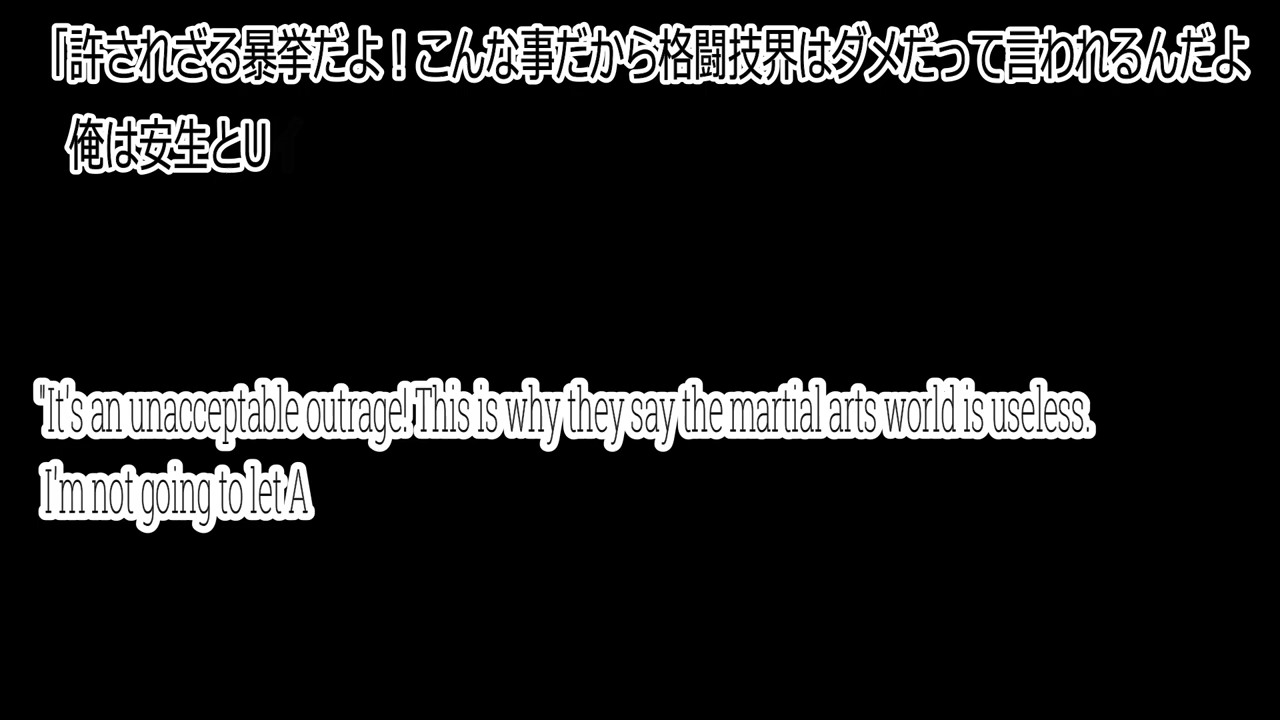 「許されざる暴挙だよ！こんな事だから格闘技界はダメだって言われるんだよ
俺は安生とU
"It's an unacceptable outrage! This is why they say the martial arts world is useless.
I'm not going to let A